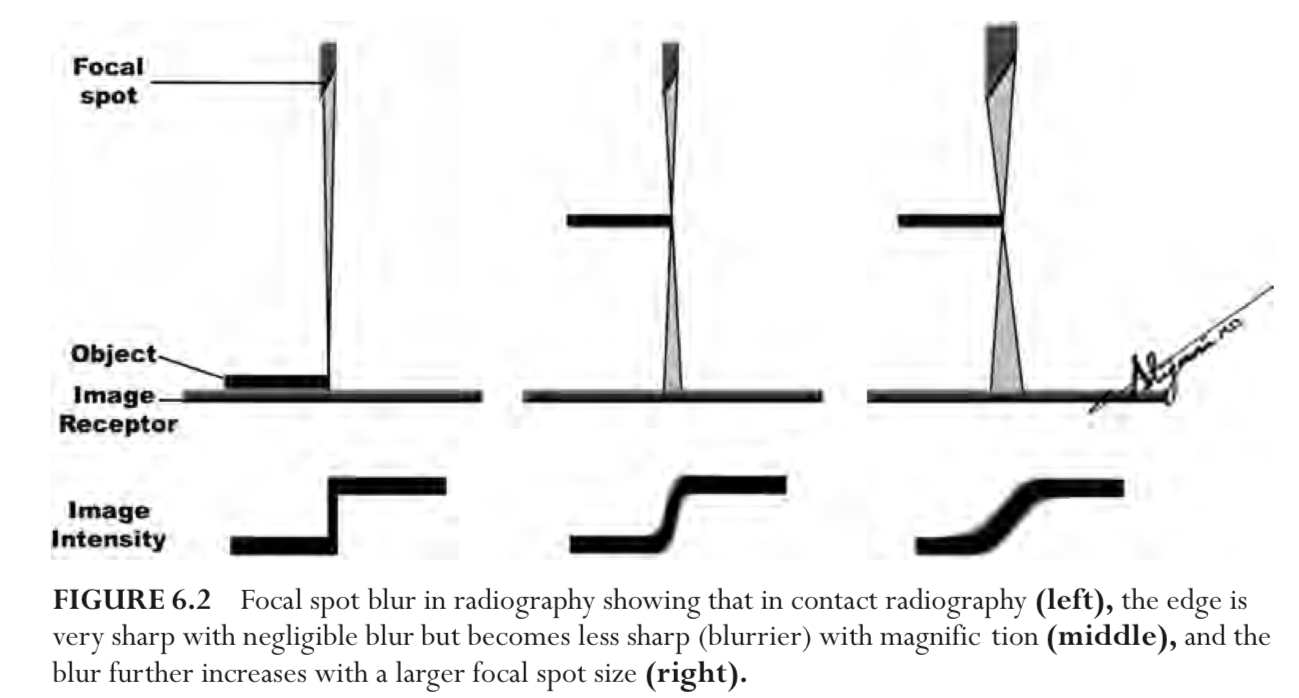 Focal
spot
Object
Image
Receptor
Image
Intensity
FIGURE 6.2 Focal spot blur in radiography showing that in contact radiography (left), the edge is
very sharp with negligible blur but becomes less sharp (blurrier) with magnific tion (middle), and the
blur further increases with a larger focal spot size (right).